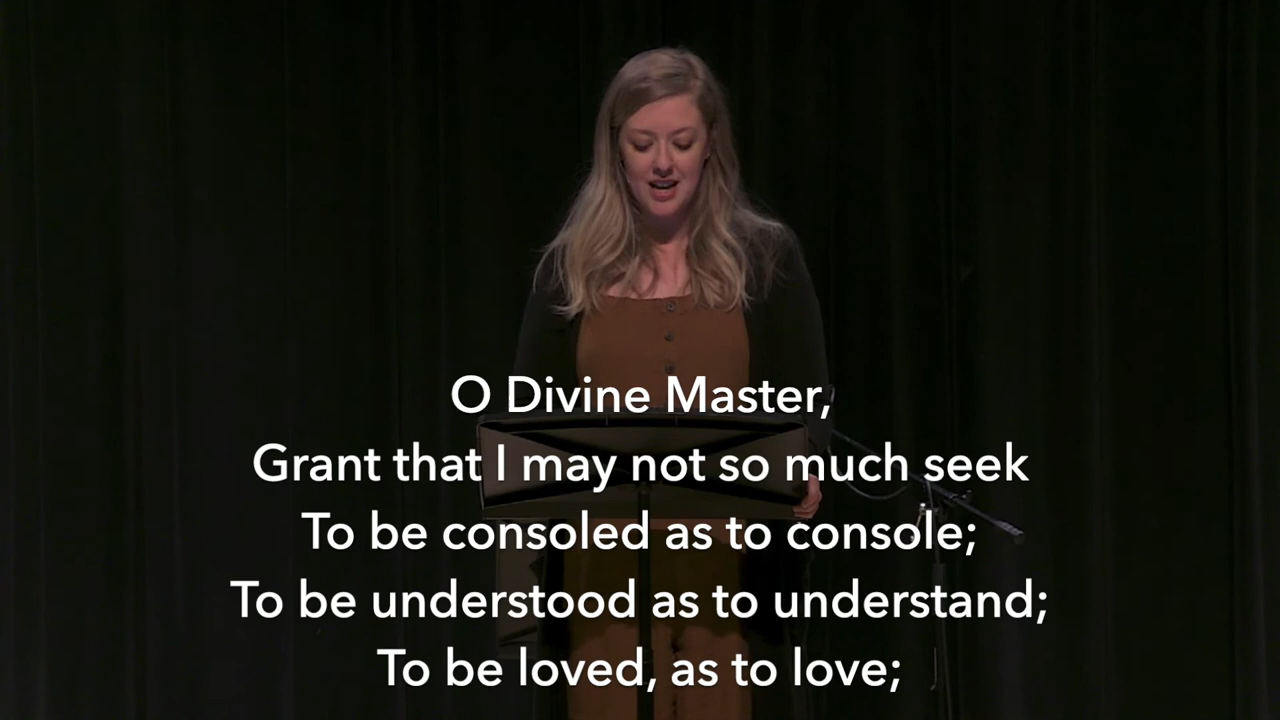 O Divine Master,
Grant that I may not so much seek
To be consoled as to console;
To be understood as to understand;
To be loved, as to love;